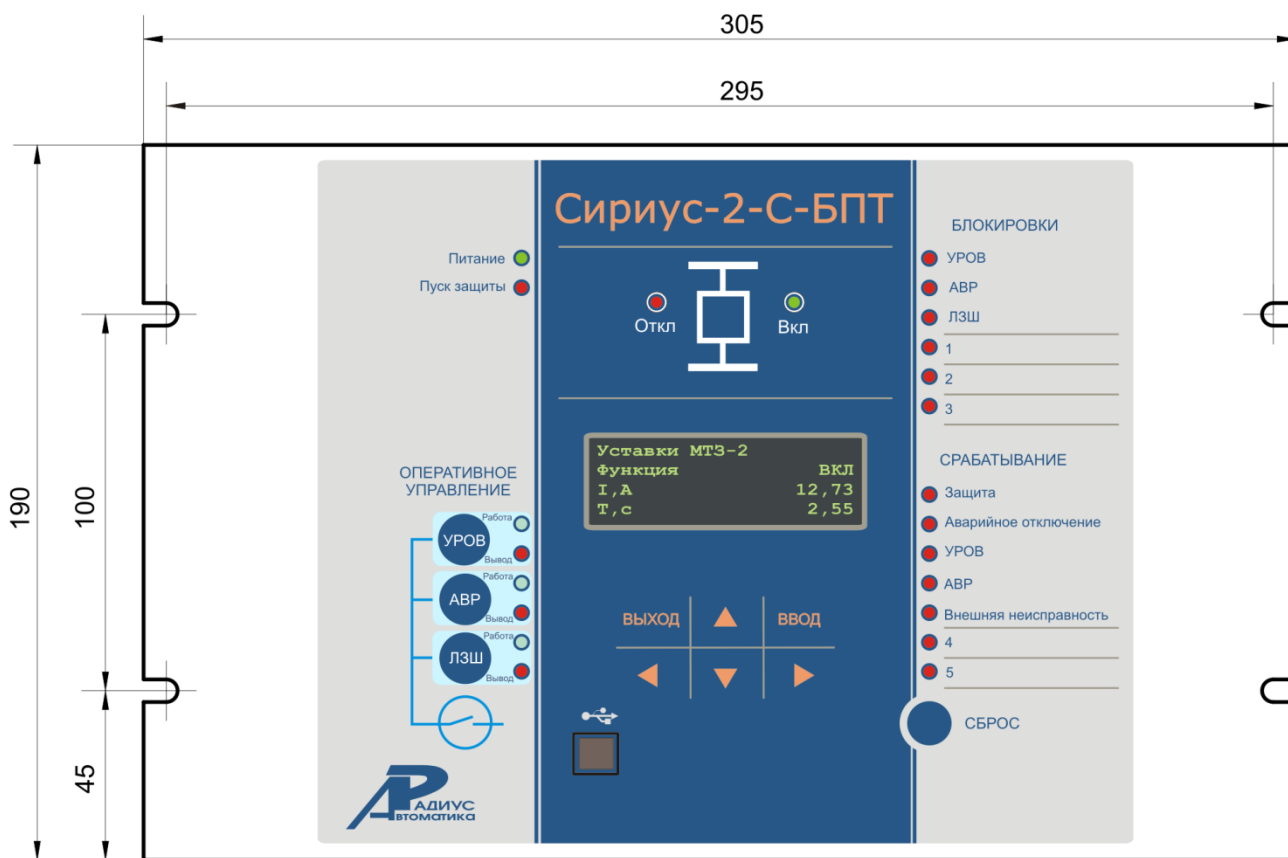 305
295
190
100
45
Сириус-2-С-БПТ
Питание
Пуск защиты
Откл
Вкл
БЛОКИРОВКИ
УРОВ
АВР
ЛЗШ
1
2
3
Уставки МТЗ-2
Функция ВКЛ
I,А 12,73
Т,с 2,55
ОПЕРАТИВНОЕ
УПРАВЛЕНИЕ
Работа
УРОВ
Вывод
Работа
АВР
Вывод
Работа
ЛЗШ
Вывод
ВЫХОД
ВВОД
СРАБАТЫВАНИЕ
Защита
Аварийное отключение
УРОВ
АВР
Внешняя неисправность
4
5
СБРОС
РАДИУС
Автоматика